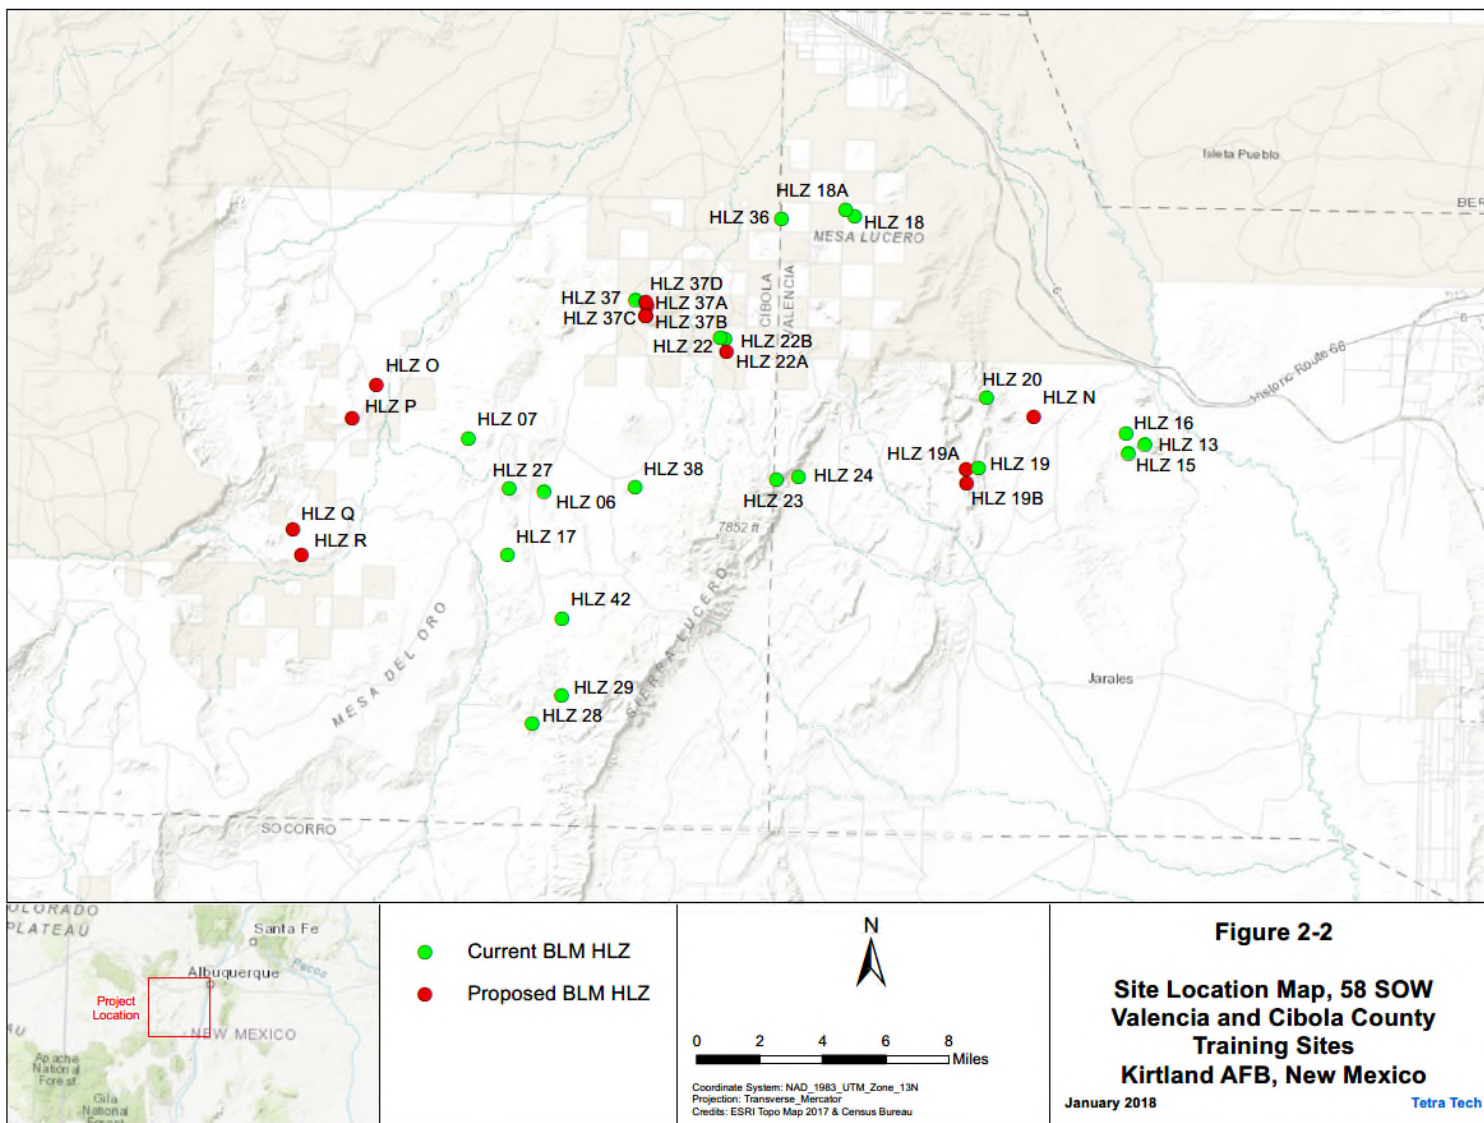 Isleta Pueblo
BER
HLZ 18A
HLZ 36
HLZ 18
MESA LUCERO
CIBOLA
VALENCIA
HLZ 37D
HLZ 37
HLZ 37A
HLZ 37C
HLZ 37B
HLZ 22
HLZ 22B
HLZ 22A
Historic Route 66
HLZ O
HLZ P
HLZ 20
HLZ N
HLZ 07
HLZ 16
HLZ 13
HLZ 15
HLZ 19A
HLZ 19
HLZ 19B
HLZ 27
HLZ 06
HLZ 38
HLZ 24
HLZ 23
7852 ft
HLZ Q
HLZ R
HLZ 17
HLZ 42
MESA DEL ORO
SIERRA LUCERO
Jarales
HLZ 29
HLZ 28
SOCORRO
OLORADO
PLATEAU
Santa Fe
Pecos
Albuquerque
Project
Location
NEW MEXICO
AU
Apache
National
Forest
Gila
National
Forest
Current BLM HLZ
Proposed BLM HLZ
N
0 2 4 6 8
Miles
Coordinate System: NAD_1983_UTM_Zone_13N
Projection: Transverse_Mercator
Credits: ESRI Topo Map 2017 & Census Bureau
Figure 2-2
Site Location Map, 58 SOW
Valencia and Cibola County
Training Sites
Kirtland AFB, New Mexico
January 2018
Tetra Tech